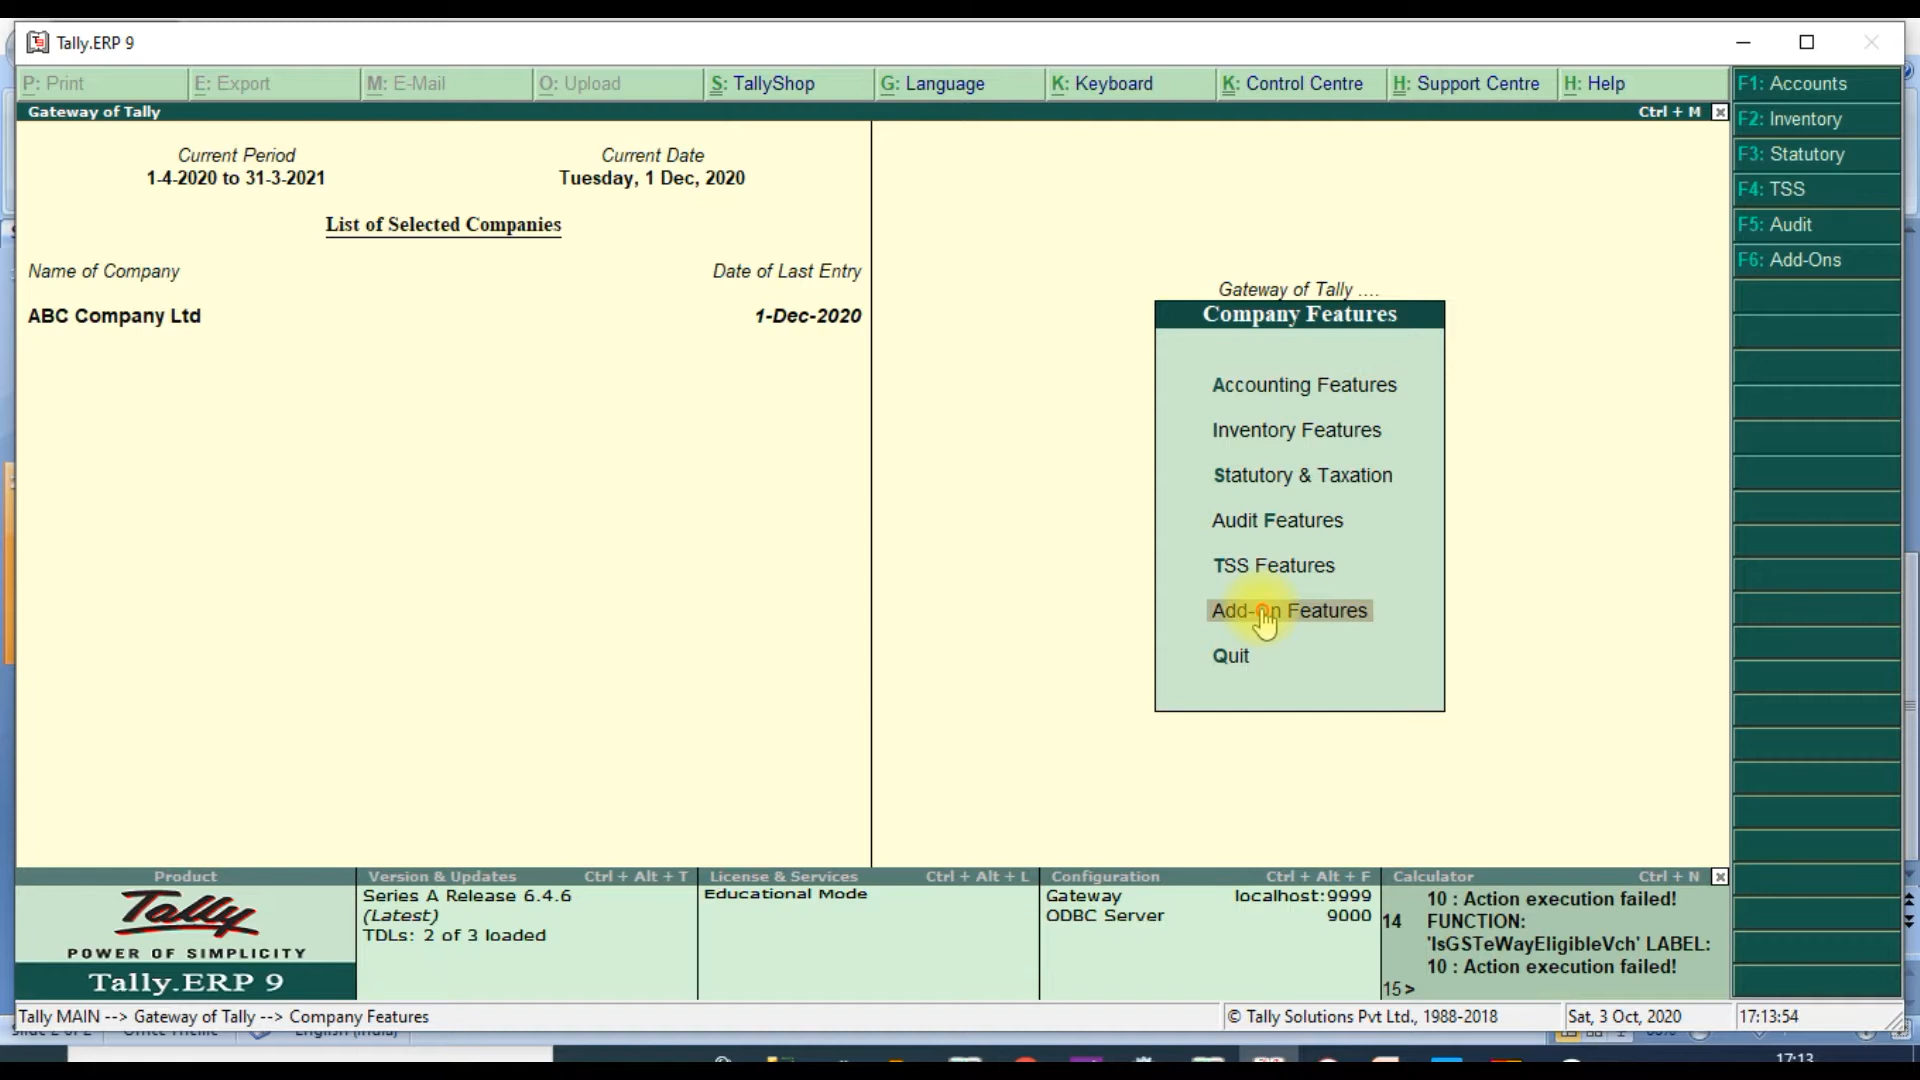 Tally.ERP 9
P: Print
E: Export
M: E-Mail
O: Upload
S: TallyShop
G: Language
K: Keyboard
K: Control Centre
H: Support Centre
H: Help
Gateway of Tally
Ctrl + M
Current Period
1-4-2020 to 31-3-2021
Current Date
Tuesday, 1 Dec, 2020
List of Selected Companies
Name of Company
Date of Last Entry
ABC Company Ltd
1-Dec-2020
Gateway of Tally ....
Company Features
Accounting Features
Inventory Features
Statutory & Taxation
Audit Features
TSS Features
Add-On Features
Quit
F1: Accounts
F2: Inventory
F3: Statutory
F4: TSS
F5: Audit
F6: Add-Ons
Product
Tally
POWER OF SIMPLICITY
Tally.ERP 9
Version & Updates
Ctrl + Alt + T
Series A Release 6.4.6
(Latest)
TDLs: 2 of 3 loaded
License & Services
Ctrl + Alt + L
Educational Mode
Configuration
Ctrl + Alt + F
Gateway
localhost:9999
ODBC Server
9000
Calculator
Ctrl + N
10 : Action execution failed!
14 FUNCTION:
'IsGSTeWayEligibleVch' LABEL:
10 : Action execution failed!
15 >
Tally MAIN --> Gateway of Tally --> Company Features
© Tally Solutions Pvt Ltd., 1988-2018
Sat, 3 Oct, 2020
17:13:54
English (India)
17:13